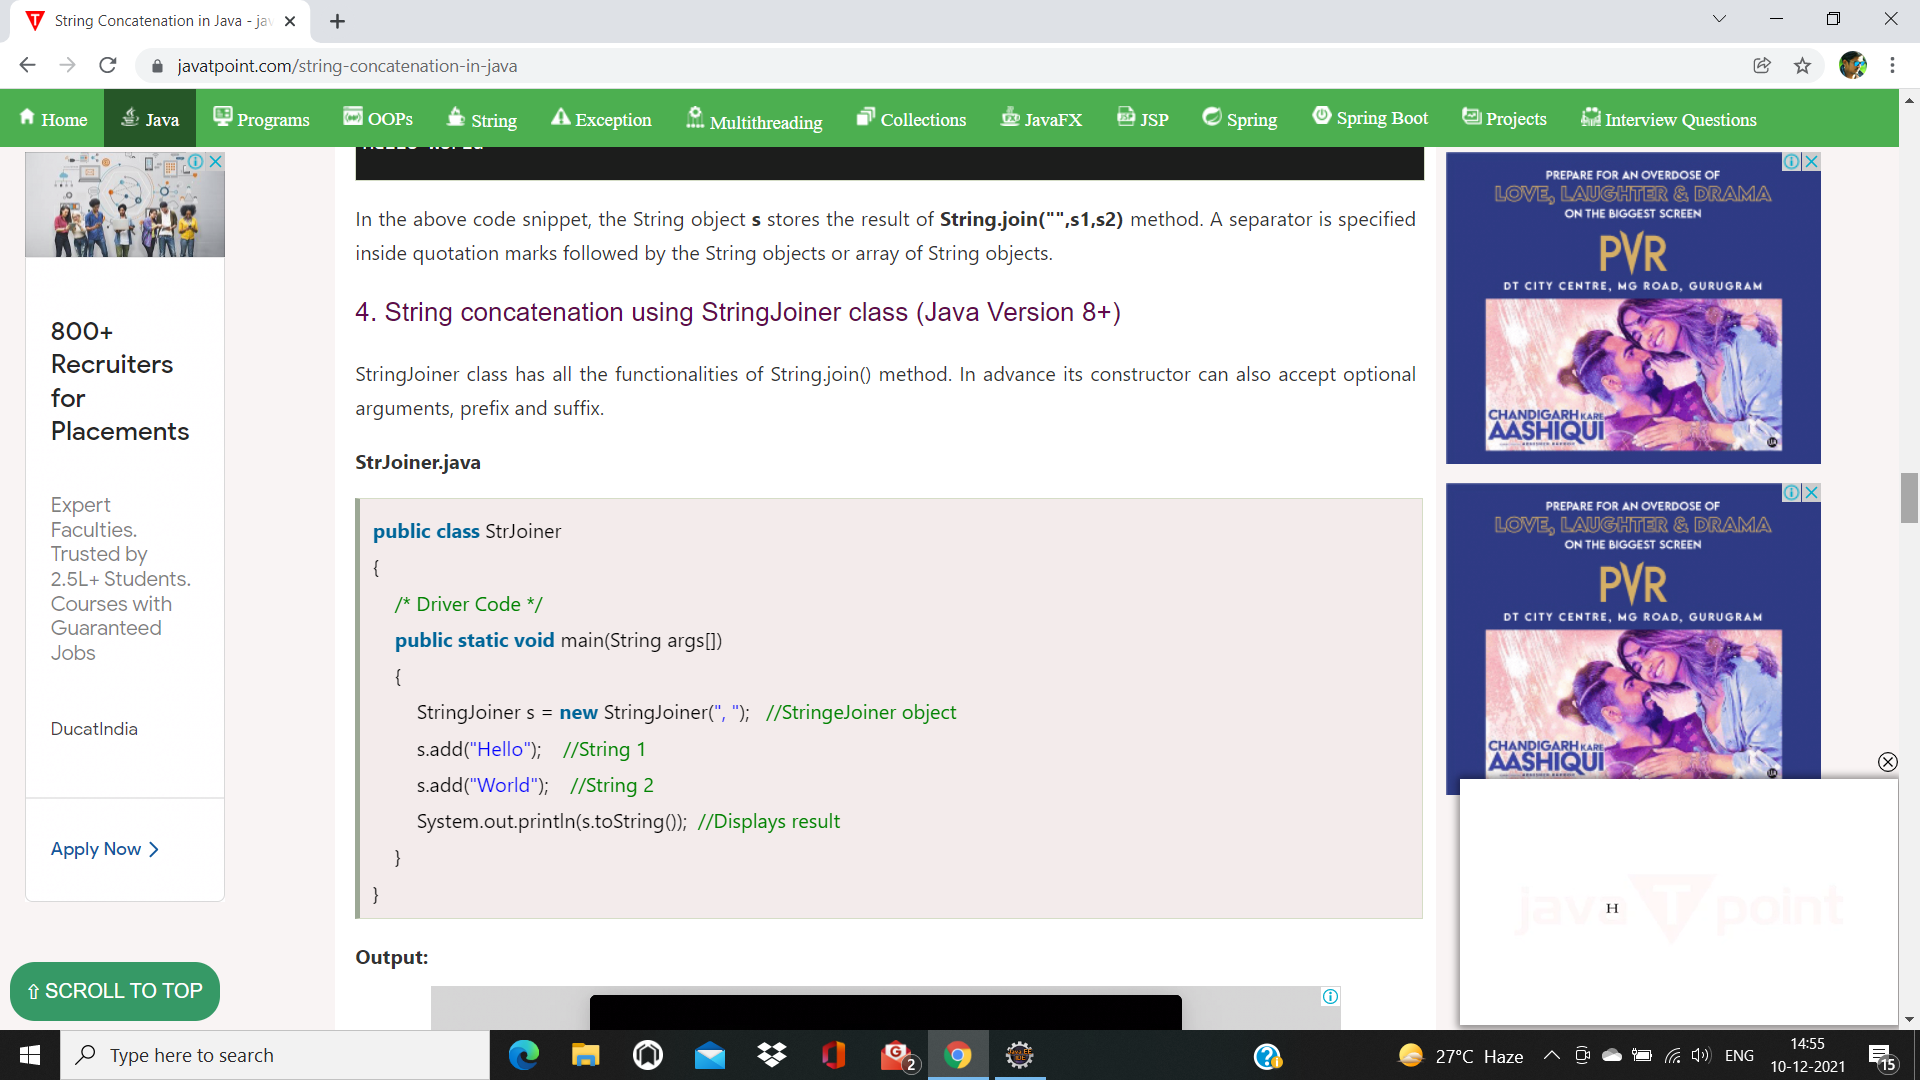 String Concatenation in Java - jav
javatpoint.com/string-concatenation-in-java
Home Java Programs OOPs String Exception Multithreading Collections JavaFX JSP Spring Spring Boot Projects Interview Questions
In the above code snippet, the String object s stores the result of String.join("",s1,s2) method. A separator is specified
inside quotation marks followed by the String objects or array of String objects.
4. String concatenation using StringJoiner class (Java Version 8+)
StringJoiner class has all the functionalities of String.join() method. In advance its constructor can also accept optional
arguments, prefix and suffix.
StrJoiner.java
public class StrJoiner
{
/* Driver Code */
public static void main(String args[])
{
StringJoiner s = new StringJoiner(", ");   //StringeJoiner object
s.add("Hello");    //String 1
s.add("World");    //String 2
System.out.println(s.toString());  //Displays result
}
}
Output:
800+
Recruiters
for
Placements
Expert
Faculties.
Trusted by
2.5L+ Students.
Courses with
Guaranteed
Jobs
DucatIndia
Apply Now
⇧ SCROLL TO TOP
PREPARE FOR AN OVERDOSE OF
LOVE, LAUGHTER & DRAMA
ON THE BIGGEST SCREEN
PVR
DT CITY CENTRE, MG ROAD, GURUGRAM
CHANDIGARH KARE
AASHIQUI
PREPARE FOR AN OVERDOSE OF
LOVE, LAUGHTER & DRAMA
ON THE BIGGEST SCREEN
PVR
DT CITY CENTRE, MG ROAD, GURUGRAM
CHANDIGARH KARE
AASHIQUI
java T point
H
Type here to search
2
27°C Haze
ENG
14:55
10-12-2021
15